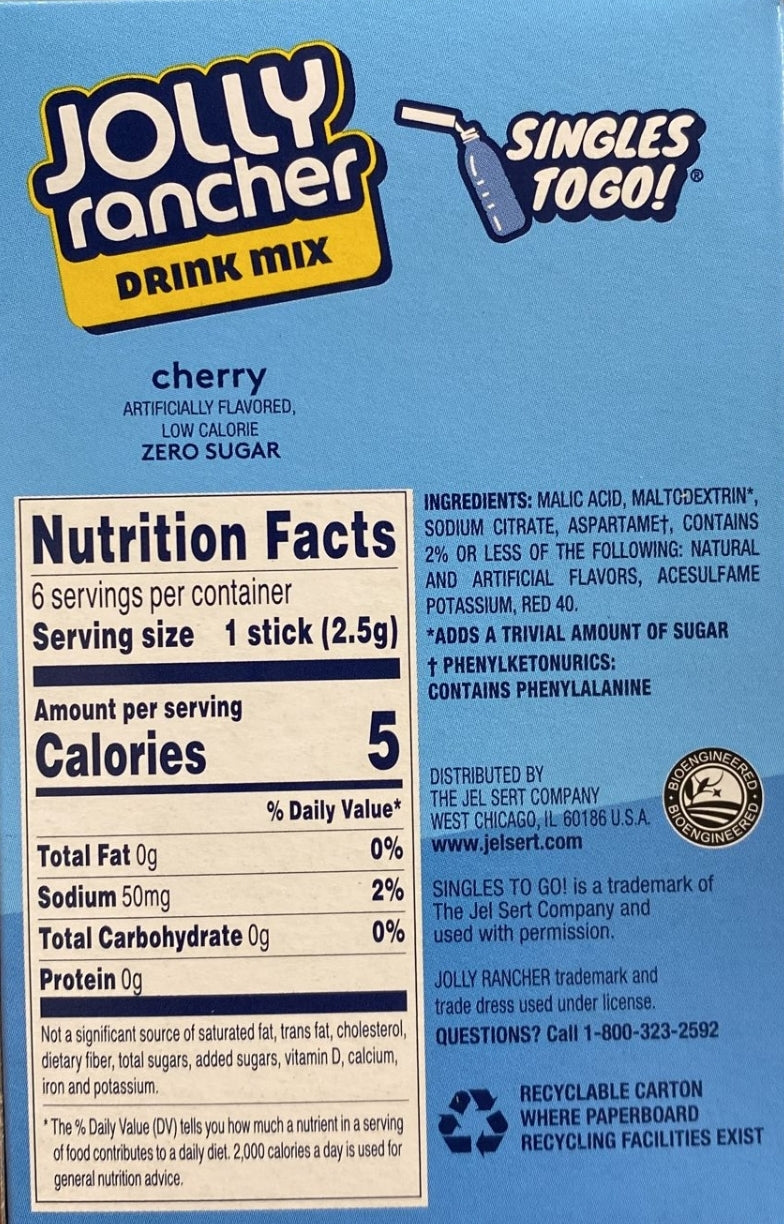 JOLLY
rancher
DRINK MIX
SINGLES
TO GO!®
cherry
ARTIFICIALLY FLAVORED,
LOW CALORIE
ZERO SUGAR
Nutrition Facts
6 servings per container
Serving size 1 stick (2.5g)
Amount per serving
Calories 5
% Daily Value*
Total Fat 0g 0%
Sodium 50mg 2%
Total Carbohydrate 0g 0%
Protein 0g
Not a significant source of saturated fat, trans fat, cholesterol,
dietary fiber, total sugars, added sugars, vitamin D, calcium,
iron and potassium.
* The % Daily Value (DV) tells you how much a nutrient in a serving
of food contributes to a daily diet. 2,000 calories a day is used for
general nutrition advice.
INGREDIENTS: MALIC ACID, MALTODEXTRIN*,
SODIUM CITRATE, ASPARTAME†, CONTAINS
2% OR LESS OF THE FOLLOWING: NATURAL
AND ARTIFICIAL FLAVORS, ACESULFAME
POTASSIUM, RED 40.
*ADDS A TRIVIAL AMOUNT OF SUGAR
† PHENYLKETONURICS:
CONTAINS PHENYLALANINE
DISTRIBUTED BY
THE JEL SERT COMPANY
WEST CHICAGO, IL 60186 U.S.A.
www.jelsert.com
BIOENGINEERED
BIOENGINEERED
SINGLES TO GO! is a trademark of
The Jel Sert Company and
used with permission.
JOLLY RANCHER trademark and
trade dress used under license.
QUESTIONS? Call 1-800-323-2592
RECYCLABLE CARTON
WHERE PAPERBOARD
RECYCLING FACILITIES EXIST